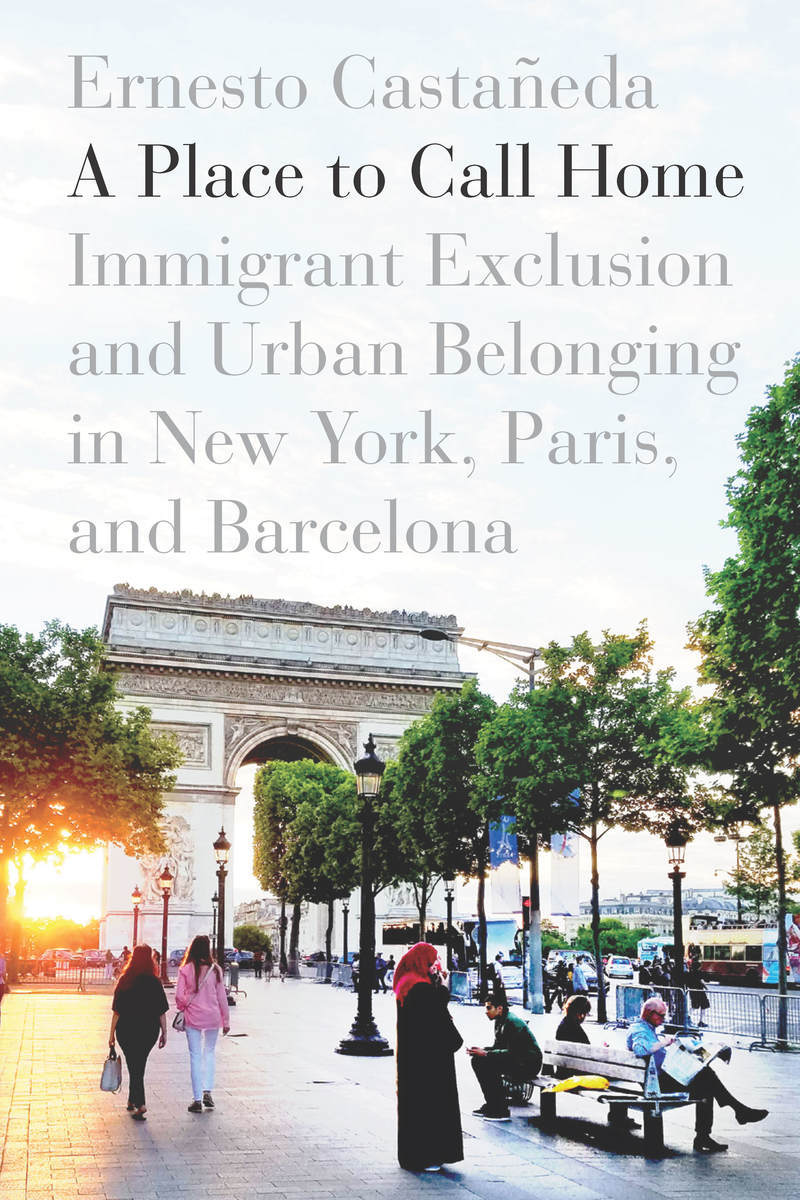 Ernesto Castañeda
A Place to Call Home
Immigrant Exclusion
and Urban Belonging
in New York, Paris,
and Barcelona